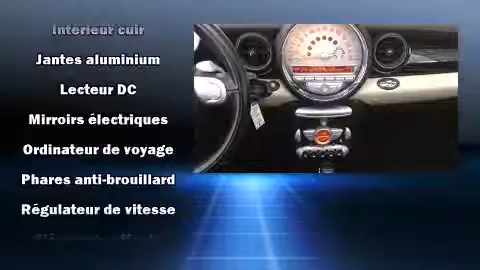 Intérieur cuir
Jantes aluminium
Lecteur DC
Mirroirs électriques
Ordinateur de voyage
Phares anti-brouillard
Régulateur de vitesse